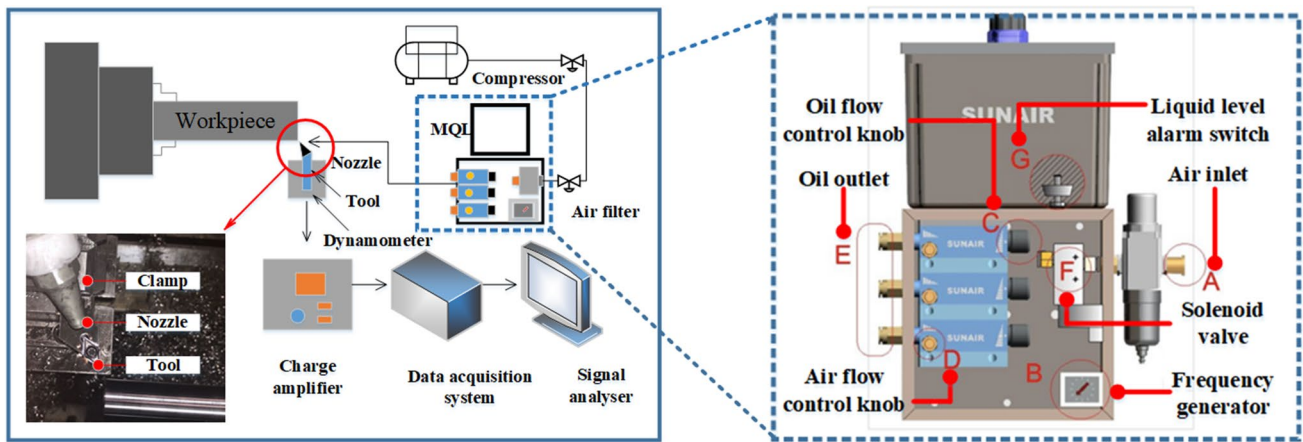 Workpiece
Compressor
MQL
Nozzle
Tool
Air filter
Dynamometer
Clamp
Nozzle
Tool
Charge
amplifier
Data acquisition
system
Signal
analyser
Oil flow
control knob
SUNAIR
Liquid level
alarm switch
G
Oil outlet
Air inlet
C
E
SUNAIR
F
A
SUNAIR
Solenoid
valve
SUNAIR
D
B
Air flow
control knob
Frequency
generator